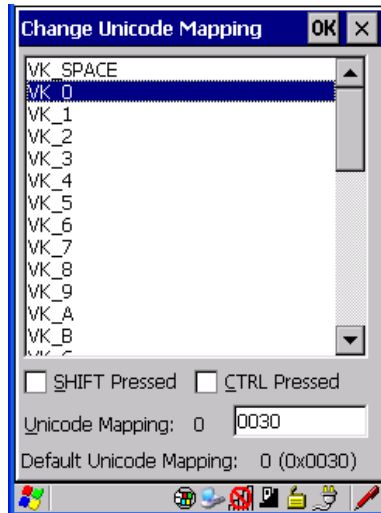 Change Unicode Mapping OK
VK_SPACE
VK_0
VK_1
VK_2
VK_3
VK_4
VK_5
VK_6
VK_7
VK_8
VK_9
VK_A
VK_B
SHIFT Pressed CTRL Pressed
Unicode Mapping: 0 0030
Default Unicode Mapping: 0 (0x0030)